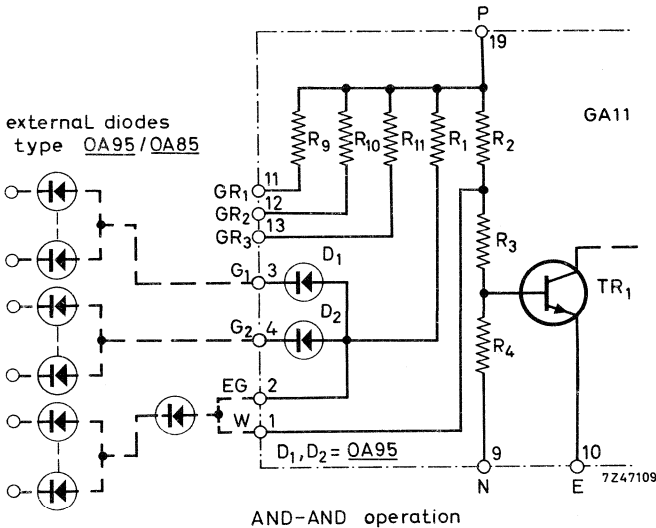 P
19
GA11
external diodes
type OA95/OA85
R9
R10
R11
R1
R2
11
GR1
12
GR2
13
GR3
R3
D1
G1
3
TR1
D2
G2
4
R4
EG
2
W
1
D1, D2 = OA95
9
10
N
E
7Z47109
AND-AND operation